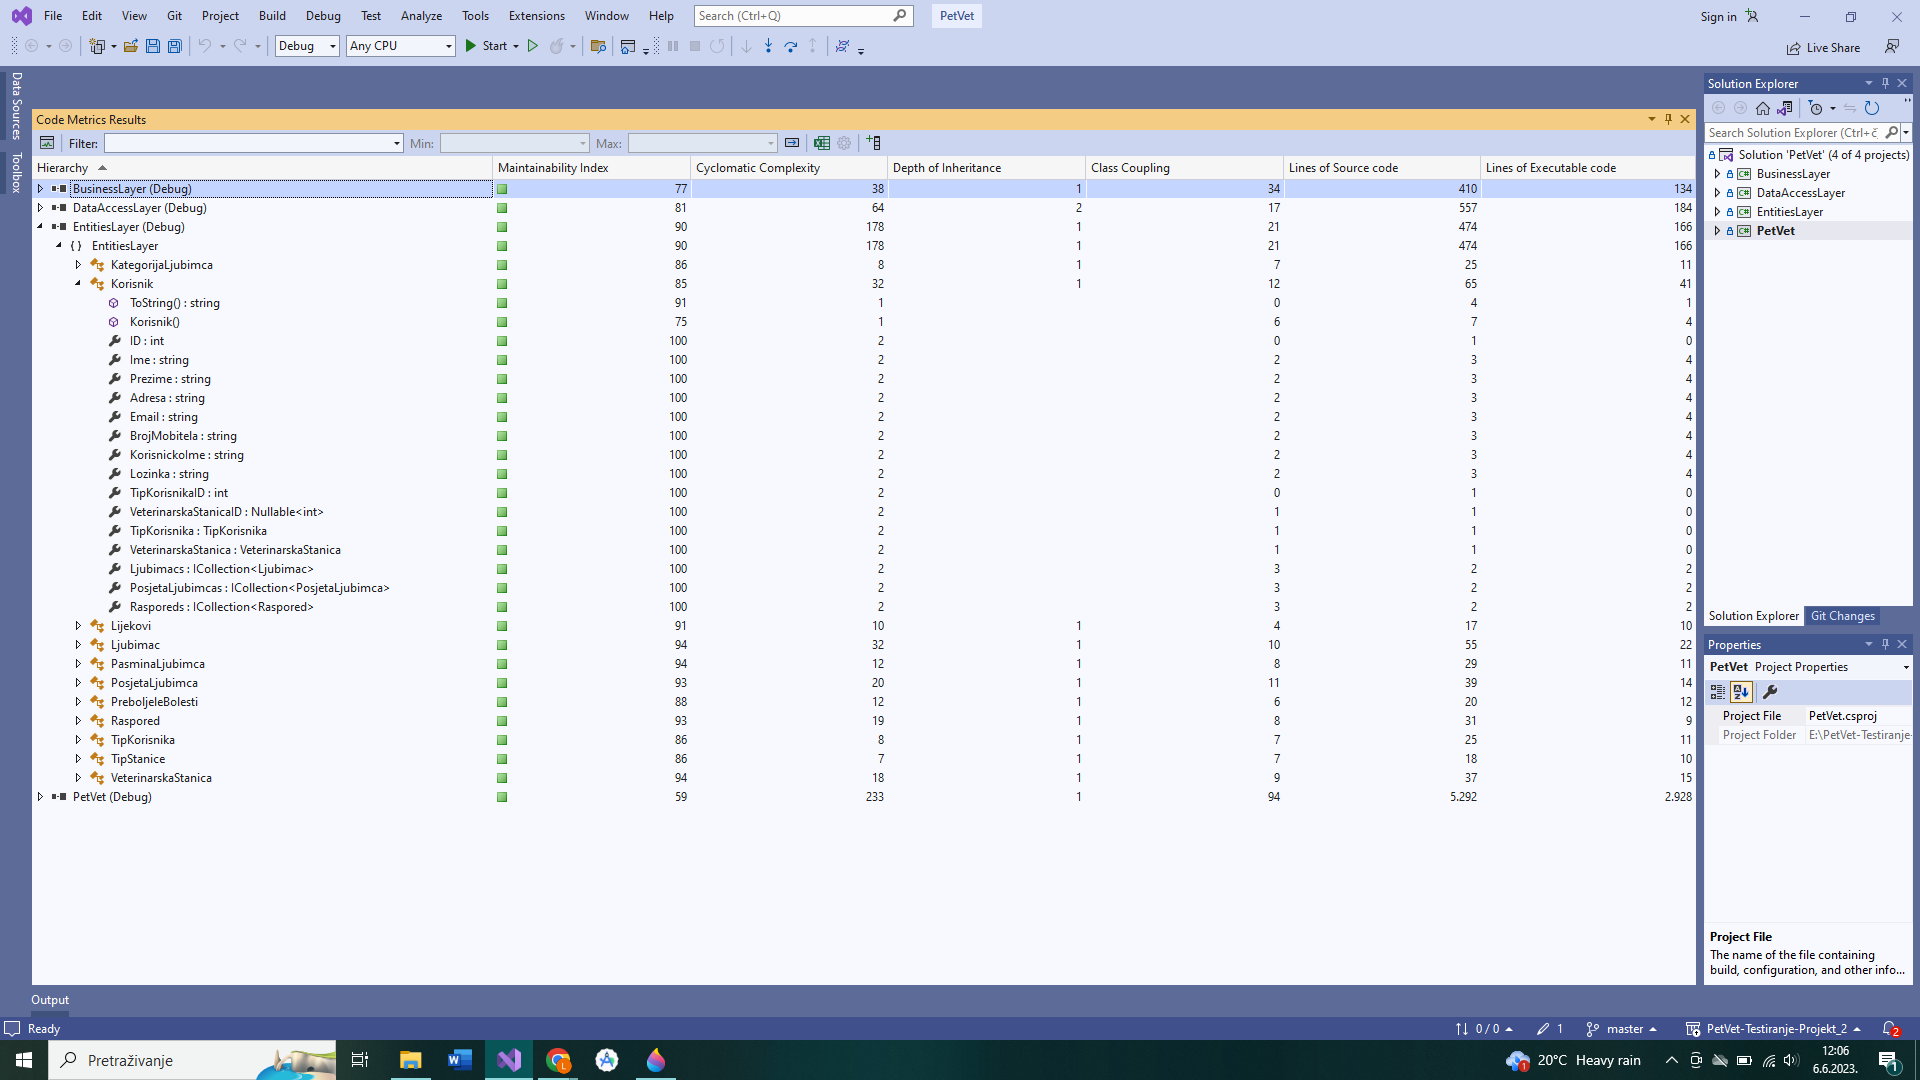 File Edit View Git Project Build Debug Test Analyze Tools Extensions Window Help Search (Ctrl+Q) PetVet Sign in
Debug Any CPU Start Live Share
Data Sources
Toolbox
Code Metrics Results
Filter: Min: Max:
Hierarchy Maintainability Index Cyclomatic Complexity Depth of Inheritance Class Coupling Lines of Source code Lines of Executable code
BusinessLayer (Debug) 77 38 1 34 410 134
DataAccessLayer (Debug) 81 64 2 17 557 184
EntitiesLayer (Debug) 90 178 1 21 474 166
{} EntitiesLayer 90 178 1 21 474 166
KategorijaLjubimca 86 8 1 7 25 11
Korisnik 85 32 1 12 65 41
ToString() : string 91 1 0 4 1
Korisnik() 75 1 6 7 4
ID : int 100 2 0 1 0
Ime : string 100 2 2 3 4
Prezime : string 100 2 2 3 4
Adresa : string 100 2 2 3 4
Email : string 100 2 2 3 4
BrojMobitela : string 100 2 2 3 4
KorisnickoIme : string 100 2 2 3 4
Lozinka : string 100 2 2 3 4
TipKorisnikaID : int 100 2 0 1 0
VeterinarskaStanicaID : Nullable<int> 100 2 1 1 0
TipKorisnika : TipKorisnika 100 2 1 1 0
VeterinarskaStanica : VeterinarskaStanica 100 2 1 1 0
Ljubimacs : ICollection<Ljubimac> 100 2 3 2 2
PosjetaLjubimcas : ICollection<PosjetaLjubimca> 100 2 3 2 2
Rasporeds : ICollection<Raspored> 100 2 3 2 2
Lijekovi 91 10 1 4 17 10
Ljubimac 94 32 1 10 55 22
PasminaLjubimca 94 12 1 8 29 11
PosjetaLjubimca 93 20 1 11 39 14
PreboljeleBolesti 88 12 1 6 20 12
Raspored 93 19 1 8 31 9
TipKorisnika 86 8 1 7 25 11
TipStanice 86 7 1 7 18 10
VeterinarskaStanica 94 18 1 9 37 15
PetVet (Debug) 59 233 1 94 5.292 2.928
Solution Explorer
Search Solution Explorer (Ctrl+č
Solution 'PetVet' (4 of 4 projects)
C# BusinessLayer
C# DataAccessLayer
C# EntitiesLayer
C# PetVet
Solution Explorer Git Changes
Properties
PetVet Project Properties
Project File PetVet.csproj
Project Folder E:\PetVet-Testiranje-
Project File
The name of the file containing
build, configuration, and other info...
Output
Ready 0 / 0 1 master PetVet-Testiranje-Projekt_2 2
Pretraživanje 20°C Heavy rain 12:06
6.6.2023.